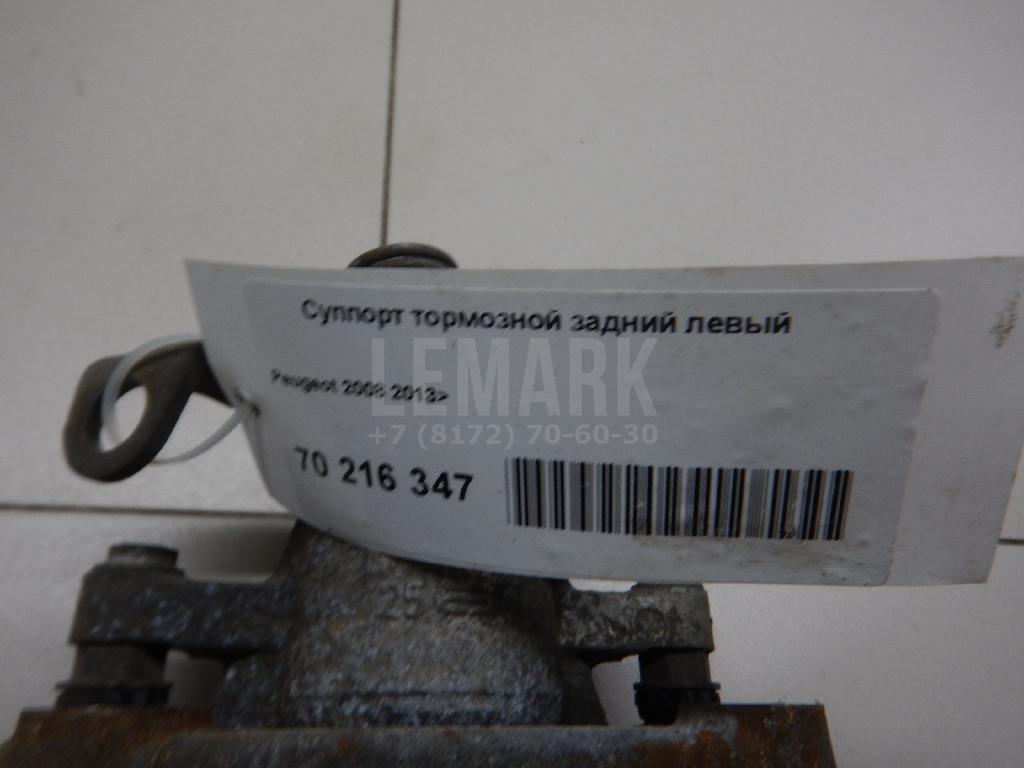 Суппорт тормозной задний левый
LEMARK
Peugeot 2008 2013>
+7 (8172) 70-60-30
70 216 347
25